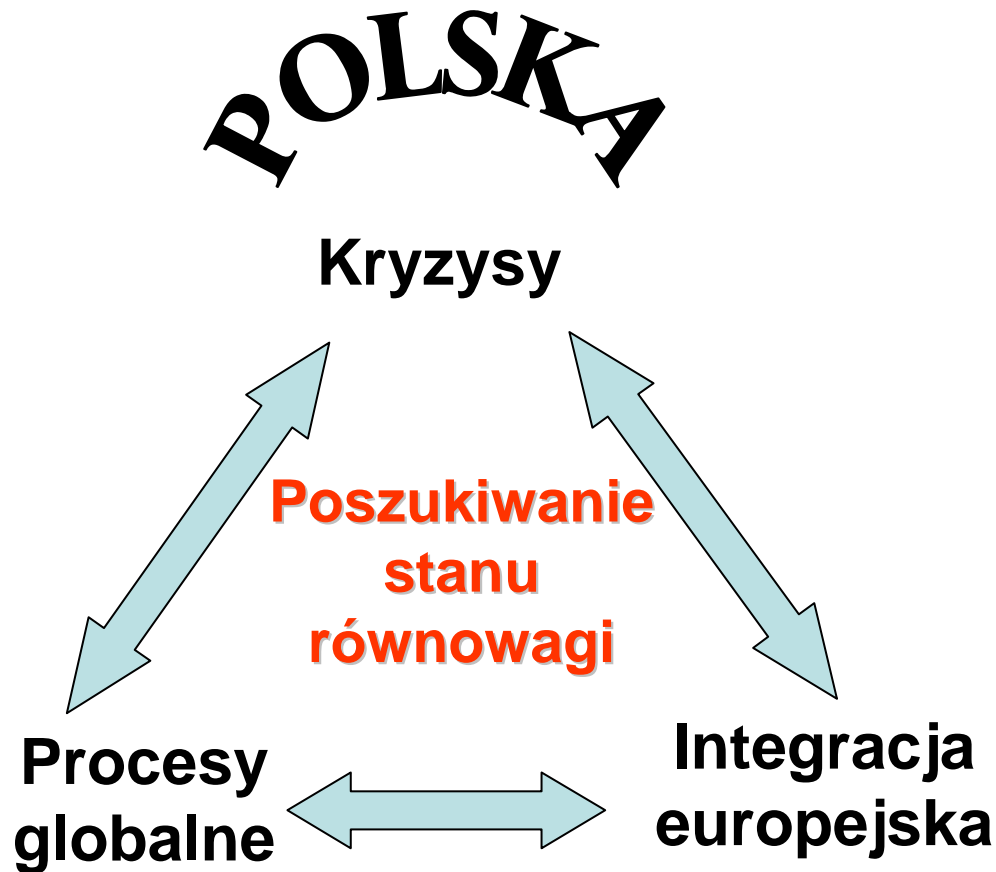 POLSKA
Kryzysy
Poszukiwanie
stanu
równowagi
Procesy
globalne
Integracja
europejska